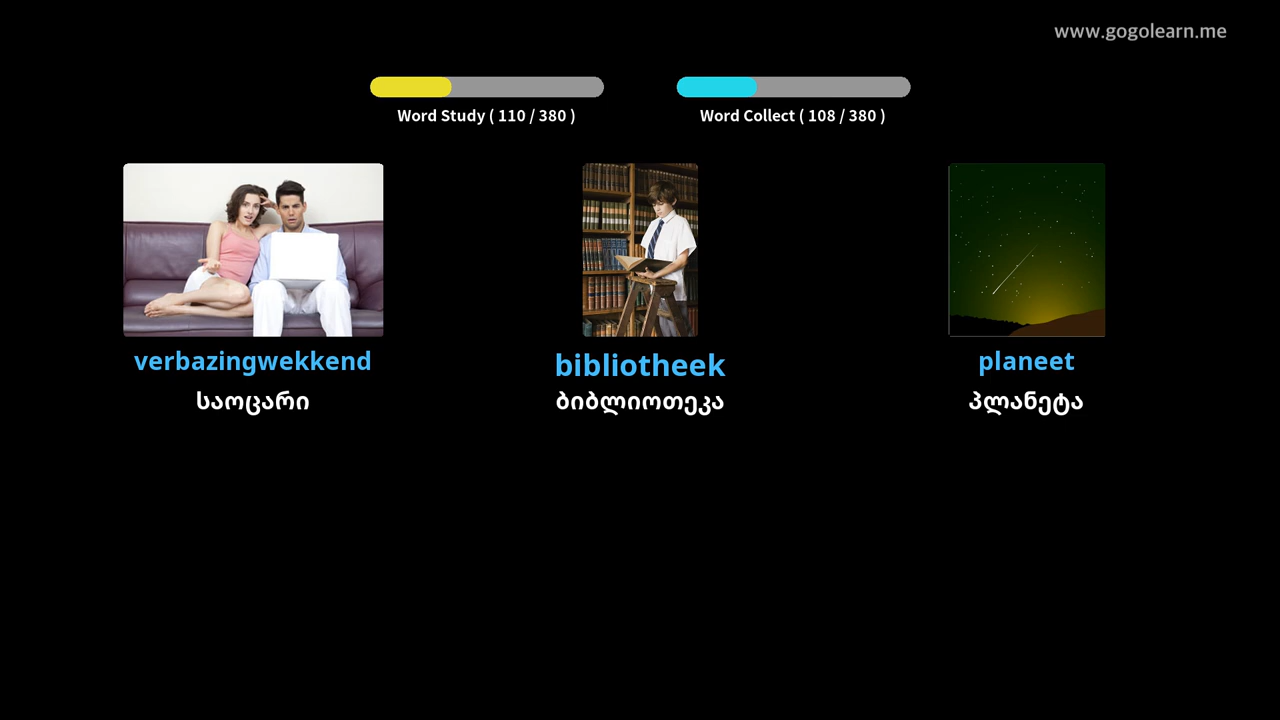 www.gogolearn.me
Word Study ( 110 / 380 )
Word Collect ( 108 / 380 )
verbazingwekkend
საოცარი
bibliotheek
ბიბლიოთეკა
planeet
პლანეტა